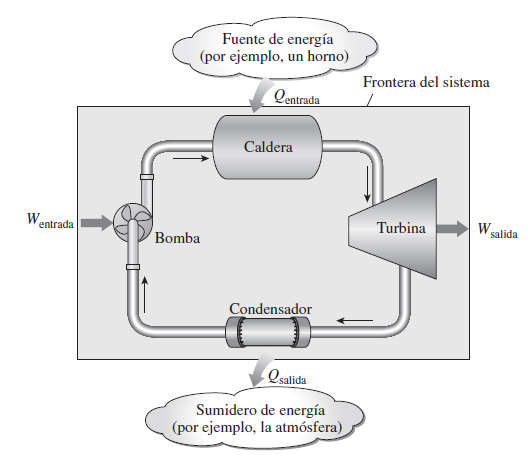 Fuente de energía
(por ejemplo, un horno)
Frontera del sistema
Qentrada
Caldera
Wentrada
Bomba
Turbina
Wsalida
Condensador
Qsalida
Sumidero de energía
(por ejemplo, la atmósfera)